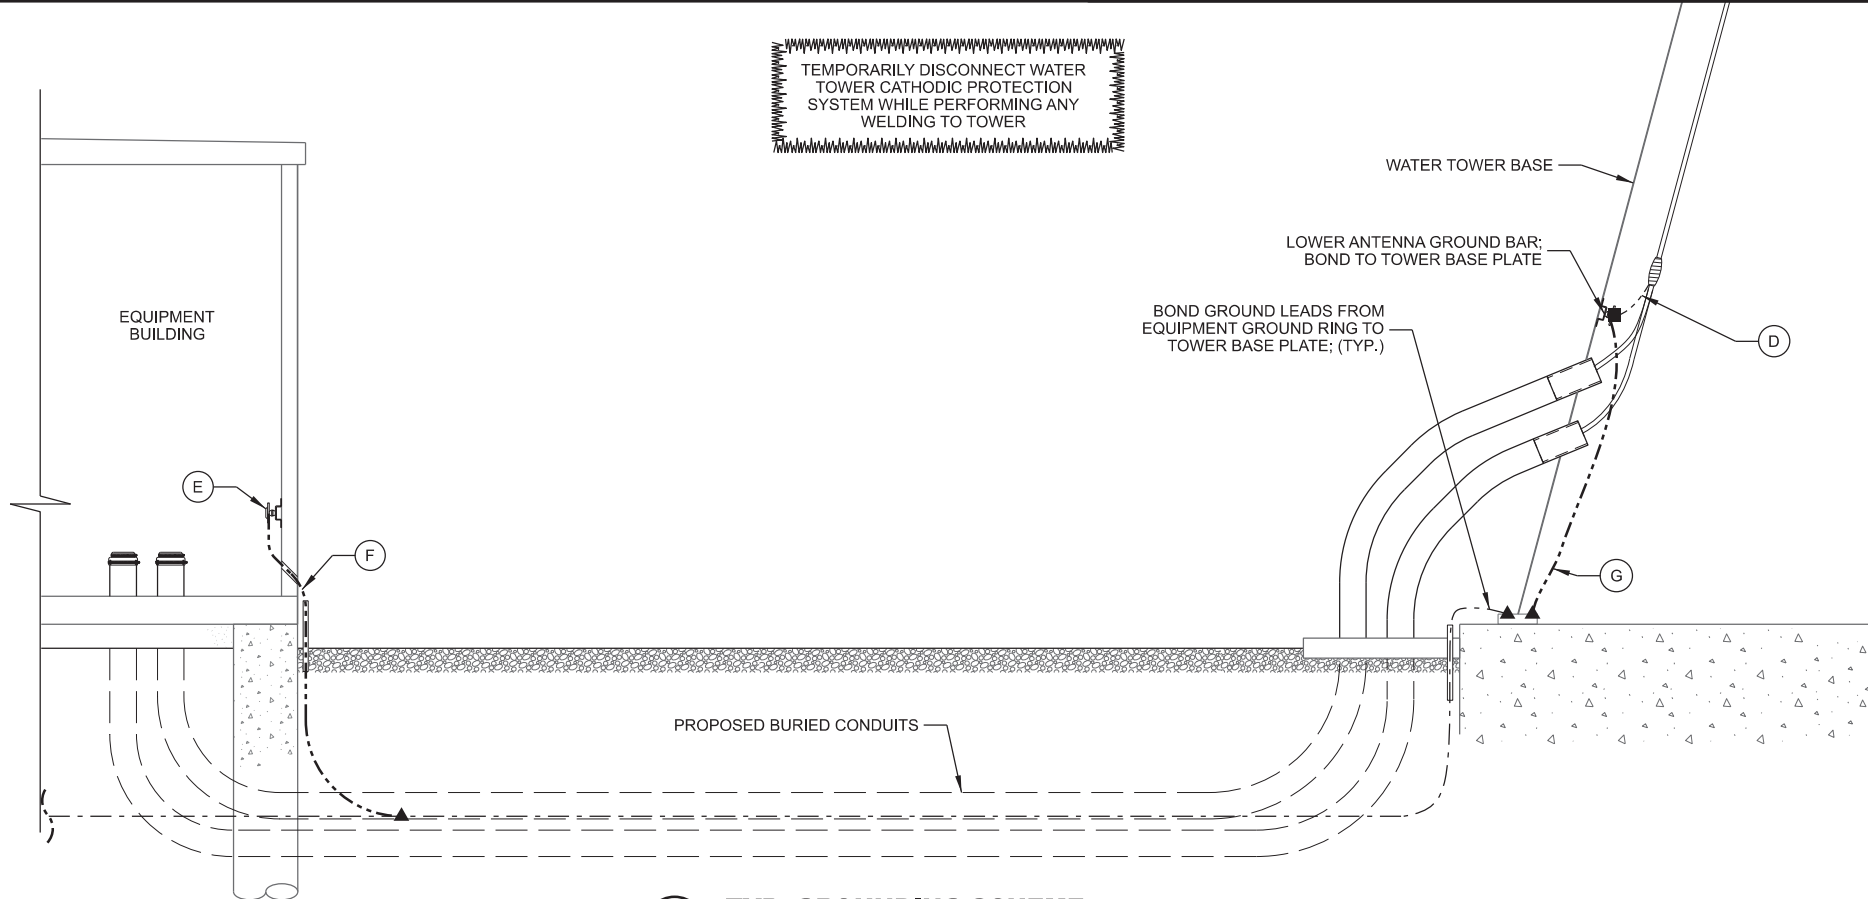 TEMPORARILY DISCONNECT WATER
TOWER CATHODIC PROTECTION
SYSTEM WHILE PERFORMING ANY
WELDING TO TOWER
WATER TOWER BASE
LOWER ANTENNA GROUND BAR;
BOND TO TOWER BASE PLATE
EQUIPMENT
BUILDING
BOND GROUND LEADS FROM
EQUIPMENT GROUND RING TO
TOWER BASE PLATE; (TYP.)
D
E
F
G
PROPOSED BURIED CONDUITS